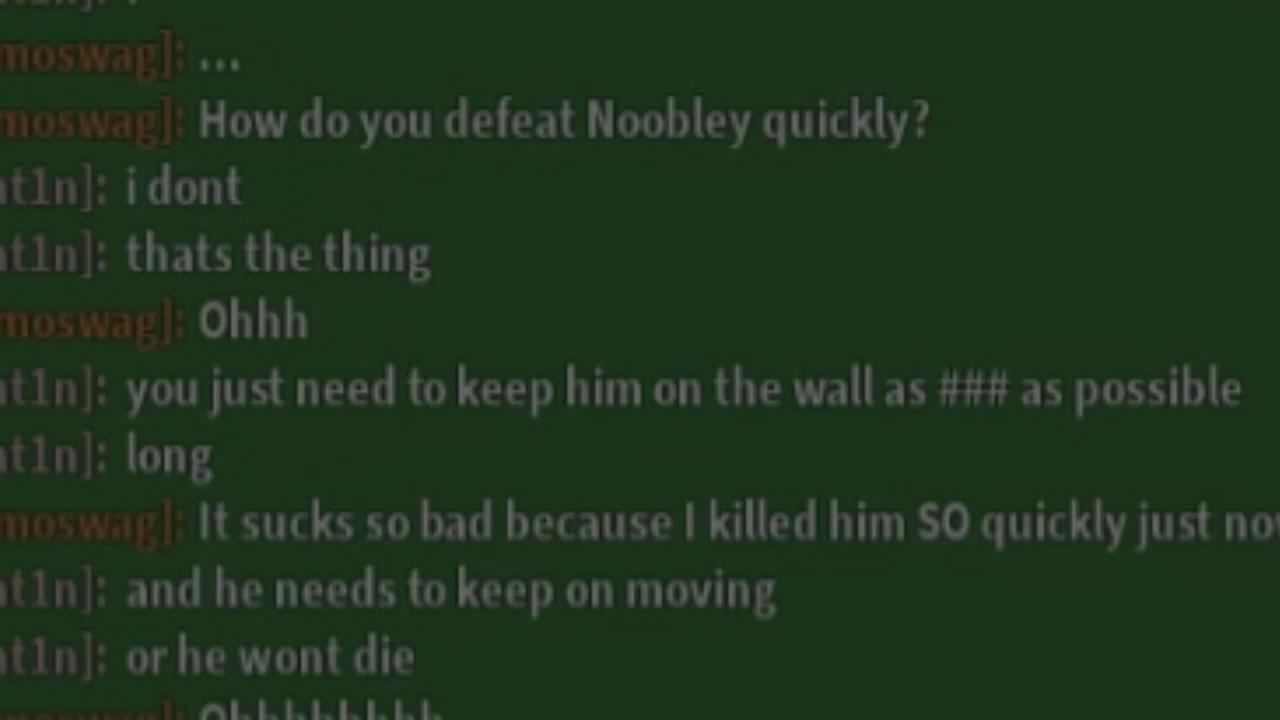 moswag]: ...
moswag]: How do you defeat Noobley quickly?
t1n]: i dont
t1n]: thats the thing
moswag]: Ohhh
t1n]: you just need to keep him on the wall as ### as possible
t1n]: long
moswag]: It sucks so bad because I killed him SO quickly just no
t1n]: and he needs to keep on moving
t1n]: or he wont die